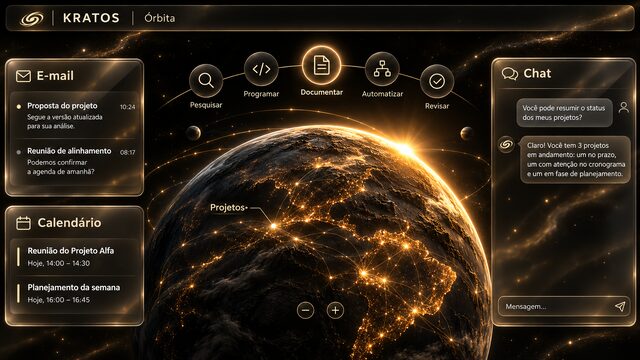 KRATOS
Órbita
E-mail
Proposta do projeto 10:24
Segue a versão atualizada
para sua análise.
Reunião de alinhamento 08:17
Podemos confirmar
a agenda de amanhã?
Calendário
Reunião do Projeto Alfa
Hoje, 14:00 – 14:30
Planejamento da semana
Hoje, 16:00 – 16:45
Pesquisar
Programar
Documentar
Automatizar
Revisar
Projetos
Chat
Você pode resumir o status
dos meus projetos?
Claro! Você tem 3 projetos
em andamento: um no prazo,
um com atenção no cronograma
e um em fase de planejamento.
Mensagem...